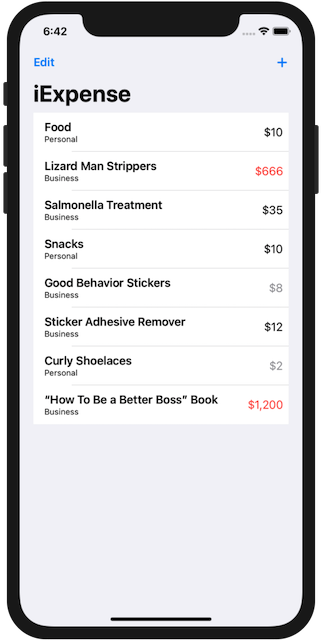 6:42
Edit +
iExpense
Food
Personal
$10
Lizard Man Strippers
Business
$666
Salmonella Treatment
Business
$35
Snacks
Personal
$10
Good Behavior Stickers
Business
$8
Sticker Adhesive Remover
Business
$12
Curly Shoelaces
Personal
$2
“How To Be a Better Boss” Book
Business
$1,200